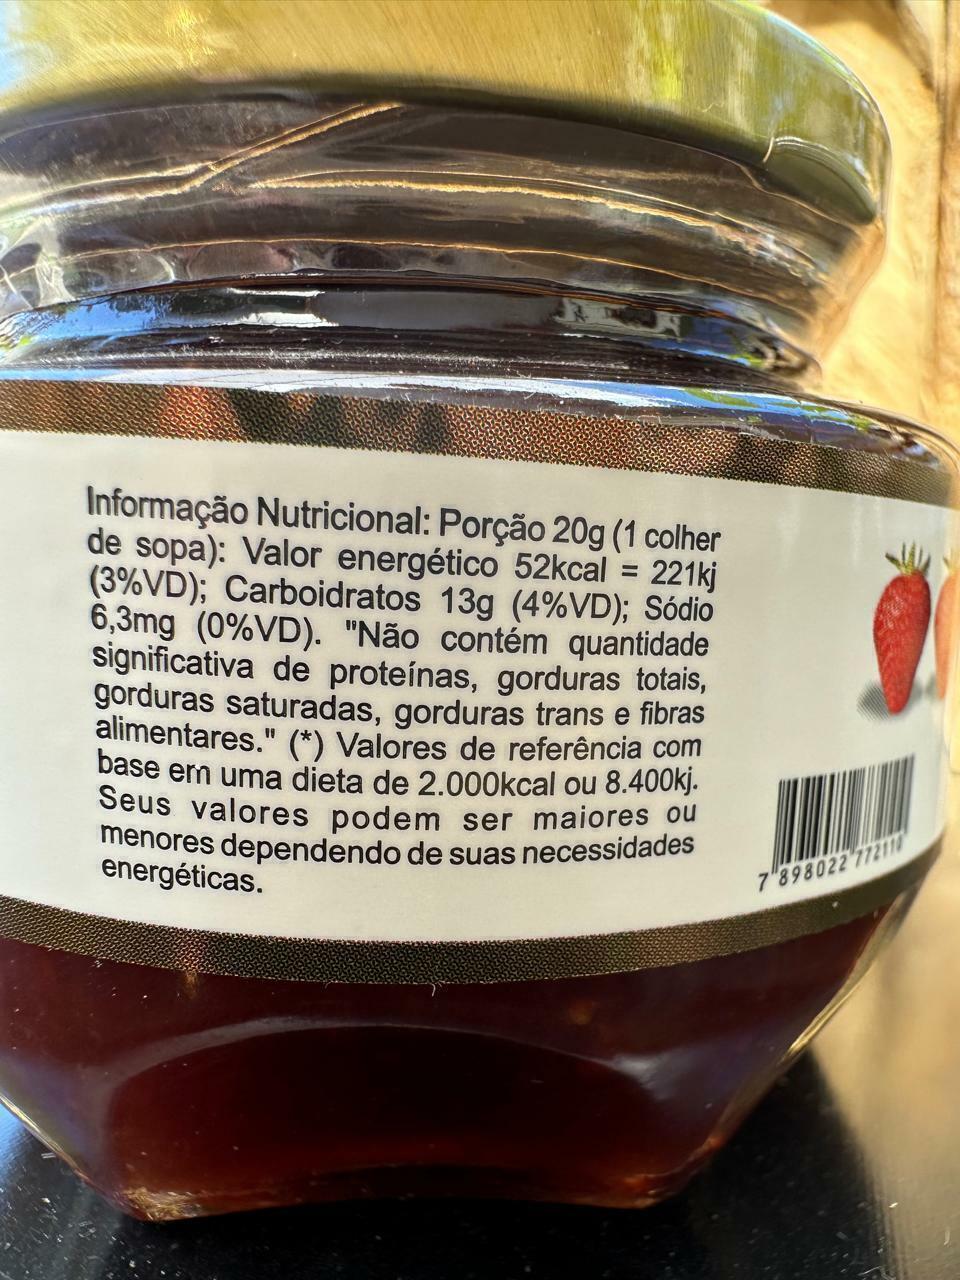 Informação Nutricional: Porção 20g (1 colher
de sopa): Valor energético 52kcal = 221kj
(3%VD); Carboidratos 13g (4%VD); Sódio
6,3mg (0%VD). "Não contém quantidade
significativa de proteínas, gorduras totais,
gorduras saturadas, gorduras trans e fibras
alimentares." (*) Valores de referência com
base em uma dieta de 2.000kcal ou 8.400kj.
Seus valores podem ser maiores ou
menores dependendo de suas necessidades
energéticas.
7 898022 772110